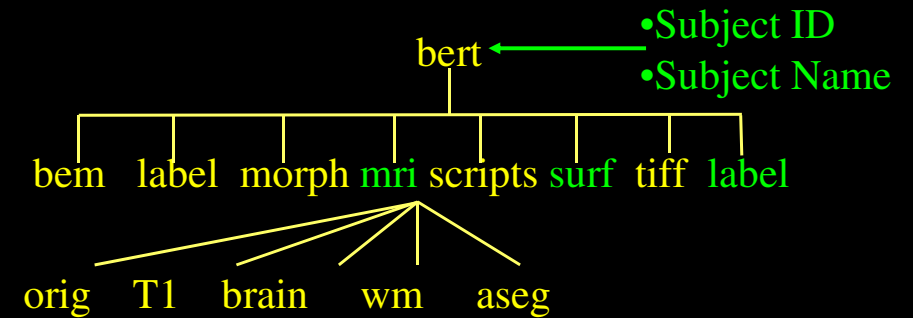 •Subject ID
bert
•Subject Name
bem label morph mri scripts surf tiff label
orig T1 brain wm aseg